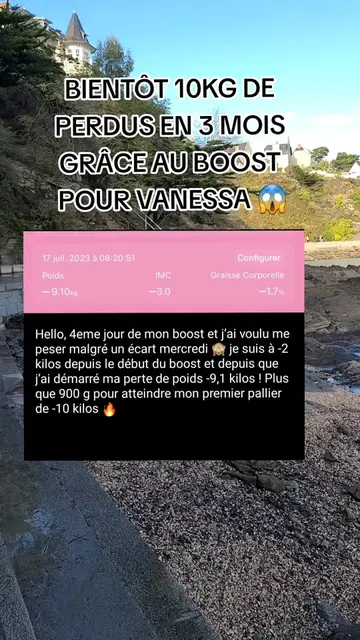 BIENTÔT 10KG DE
PERDUS EN 3 MOIS
GRÂCE AU BOOST
POUR VANESSA 😱
17 juil. 2023 à 08:20:51
Configurer
Poids
IMC
Graisse Corporelle
— 9.10kg
—3.0
—1.7%
Hello, 4eme jour de mon boost et j'ai voulu me
peser malgré un écart mercredi 🙈 je suis à -2
kilos depuis le début du boost et depuis que
j'ai démarré ma perte de poids -9,1 kilos ! Plus
que 900 g pour atteindre mon premier pallier
de -10 kilos 🔥